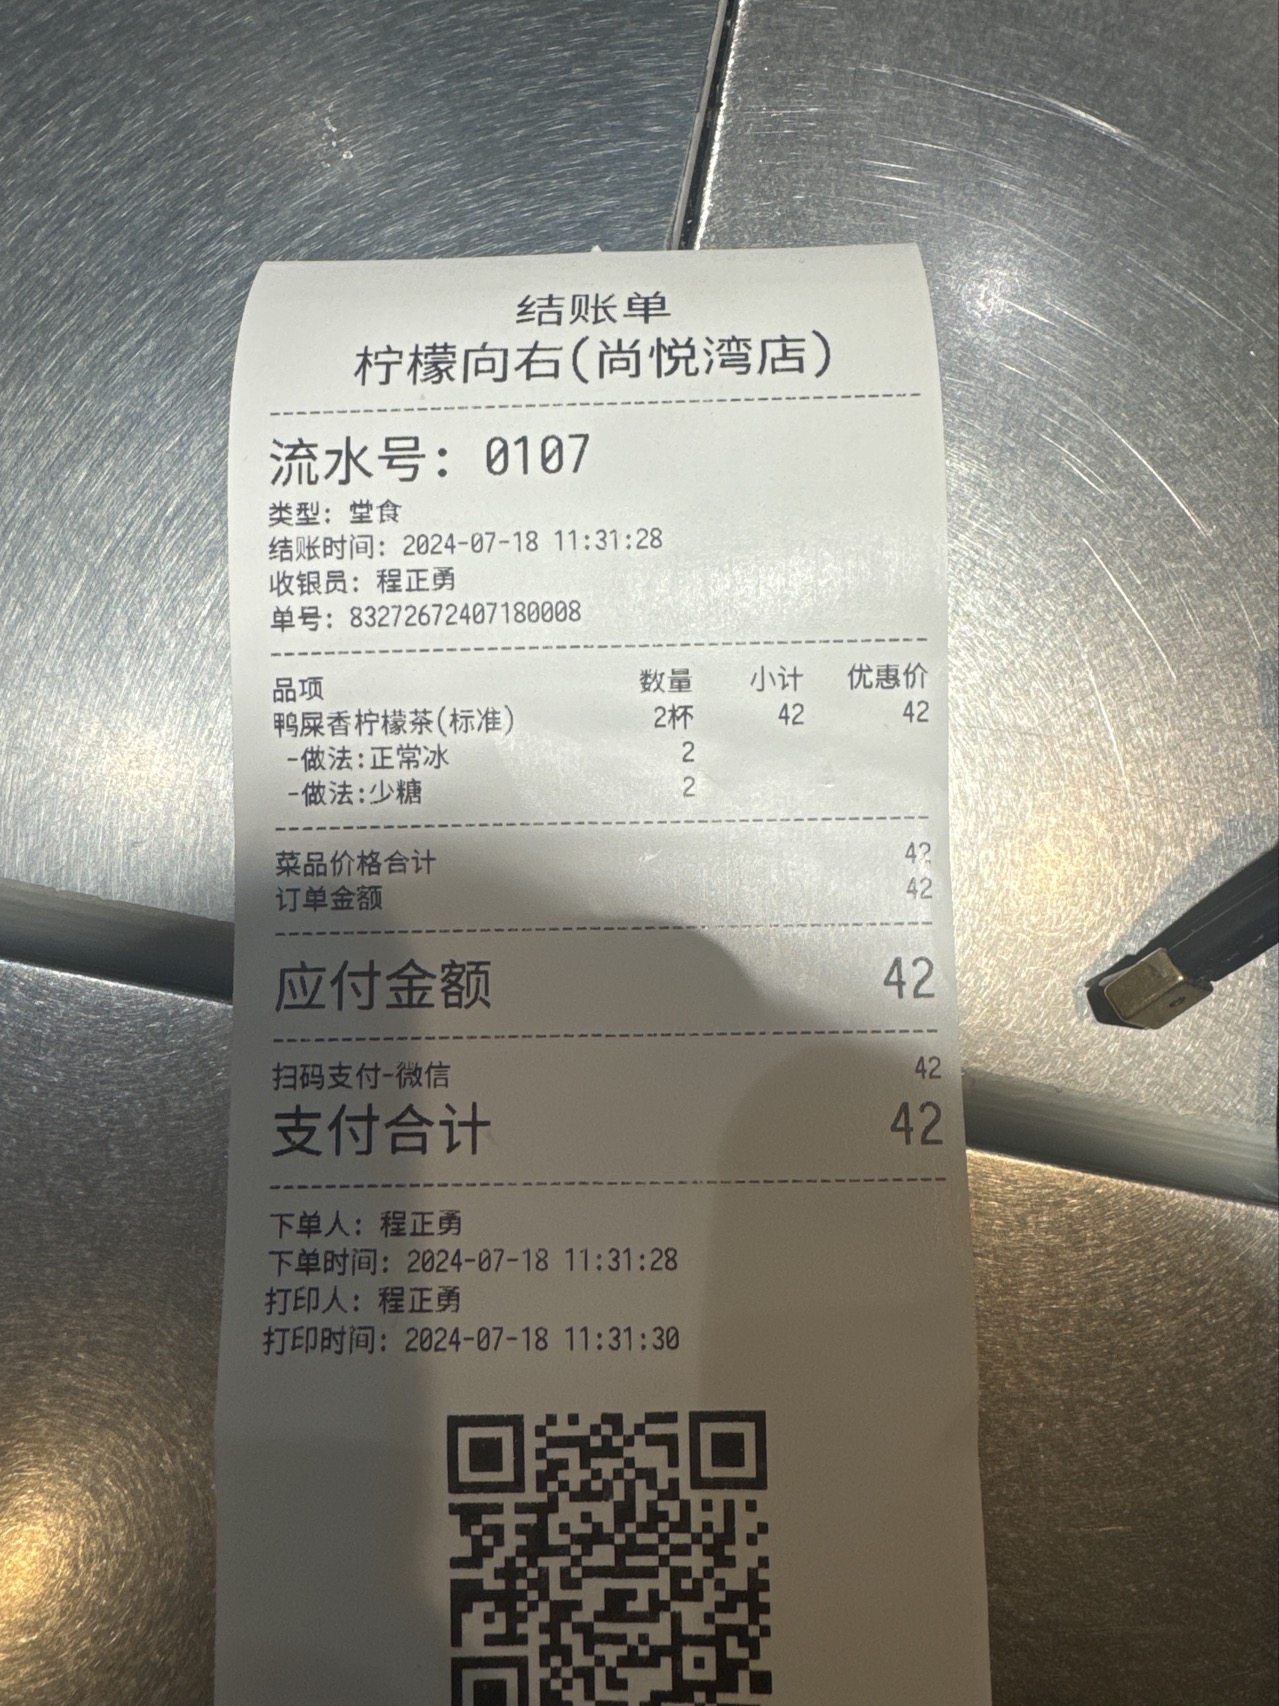 结账单
柠檬向右(尚悦湾店)
流水号: 0107
类型: 堂食
结账时间: 2024-07-18 11:31:28
收银员: 程正勇
单号: 83272672407180008
品项 数量 小计 优惠价
鸭屎香柠檬茶(标准) 2杯 42 42
-做法:正常冰 2
-做法:少糖 2
菜品价格合计 42
订单金额 42
应付金额 42
扫码支付-微信 42
支付合计 42
下单人: 程正勇
下单时间: 2024-07-18 11:31:28
打印人: 程正勇
打印时间: 2024-07-18 11:31:30